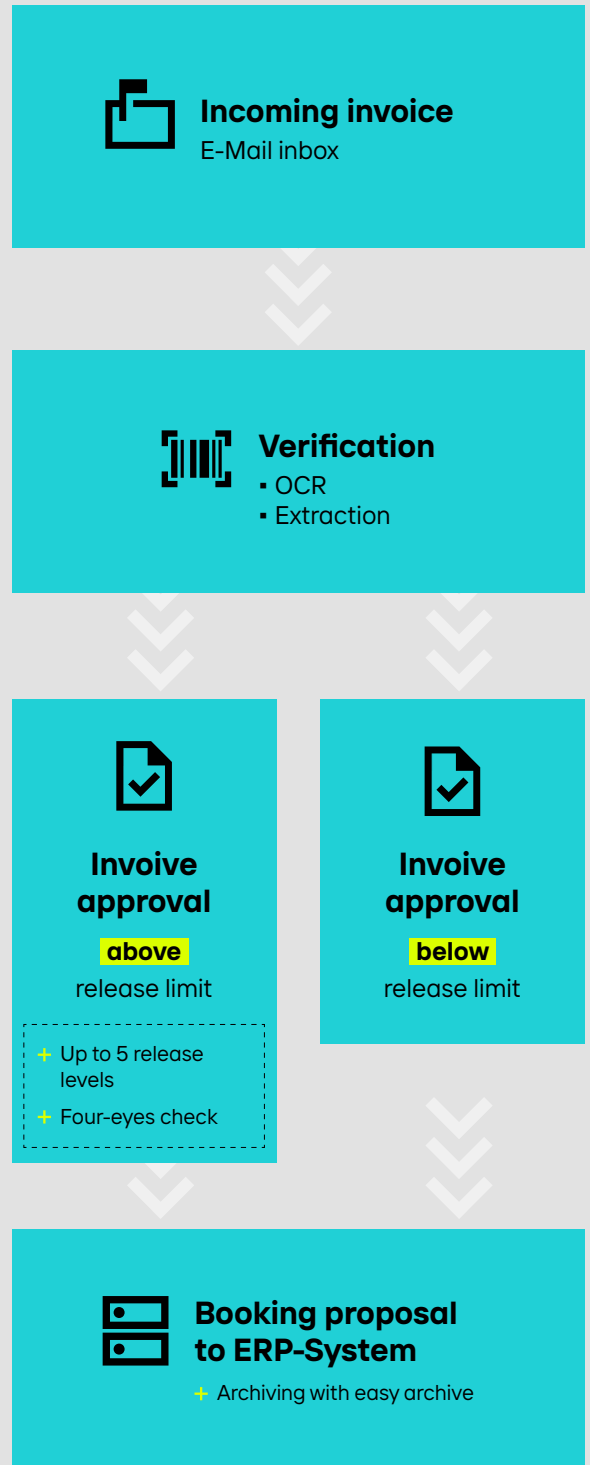 Incoming invoice
E-Mail inbox
Verification
▪ OCR
▪ Extraction
Invoive
approval
above
release limit
+ Up to 5 release
levels
+ Four-eyes check
Invoive
approval
below
release limit
Booking proposal
to ERP-System
+ Archiving with easy archive